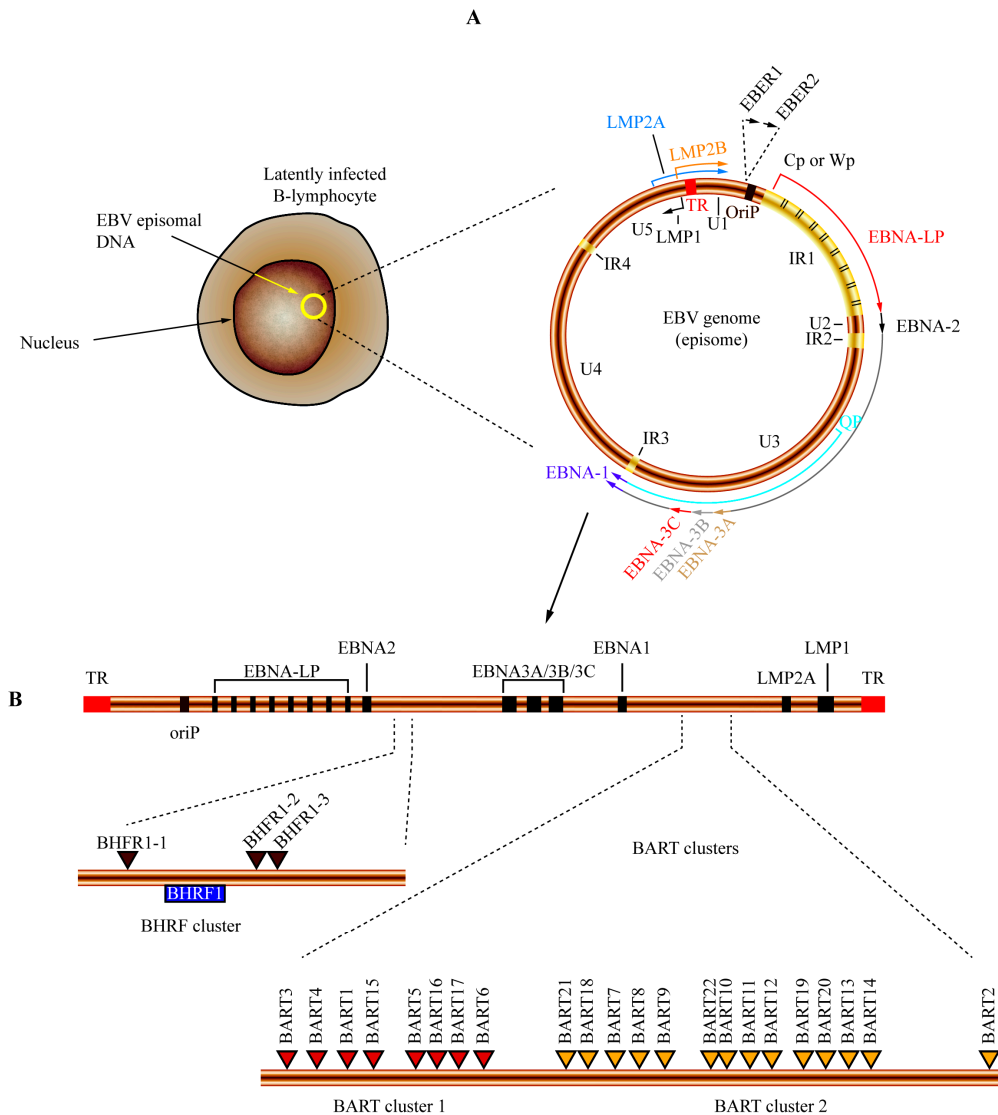 A
EBER1
EBER2
LMP2A
LMP2B
Cp or Wp
Latently infected
B-lymphocyte
EBV episomal
DNA
TR
OriP
U1
U5
LMP1
EBNA-LP
IR1
IR4
EBV genome
(episome)
U2
IR2
EBNA-2
Nucleus
U4
QP
U3
IR3
EBNA-1
EBNA-3C
EBNA-3B
EBNA-3A
B
TR
EBNA-LP
EBNA2
EBNA3A/3B/3C
EBNA1
LMP2A
LMP1
TR
oriP
BHFR1-1
BHFR1-2
BHFR1-3
BHRF1
BHRF cluster
BART clusters
BART3
BART4
BART1
BART15
BART5
BART16
BART17
BART6
BART21
BART18
BART7
BART8
BART9
BART22
BART10
BART11
BART12
BART19
BART20
BART13
BART14
BART2
BART cluster 1
BART cluster 2